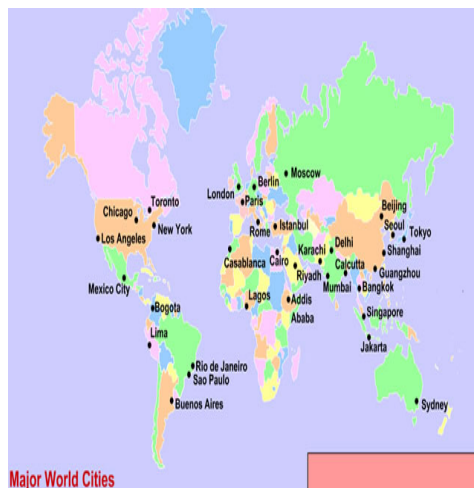 Moscow
Berlin
London
Paris
Toronto
Chicago
New York
Rome
Istanbul
Beijing
Seoul
Tokyo
Los Angeles
Karachi
Delhi
Shanghai
Casablanca
Cairo
Riyadh
Calcutta
Guangzhou
Mexico City
Mumbai
Bangkok
Lagos
Addis
Ababa
Bogota
Singapore
Lima
Jakarta
Rio de Janeiro
Sao Paulo
Buenos Aires
Sydney
Major World Cities